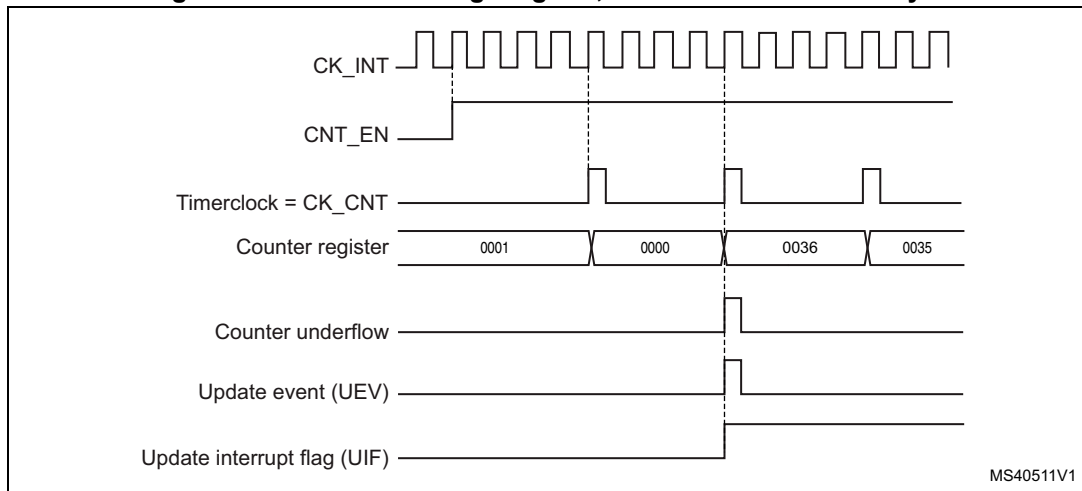 CK_INT
CNT_EN
Timerclock = CK_CNT
Counter register
0001 0000 0036 0035
Counter underflow
Update event (UEV)
Update interrupt flag (UIF)
MS40511V1